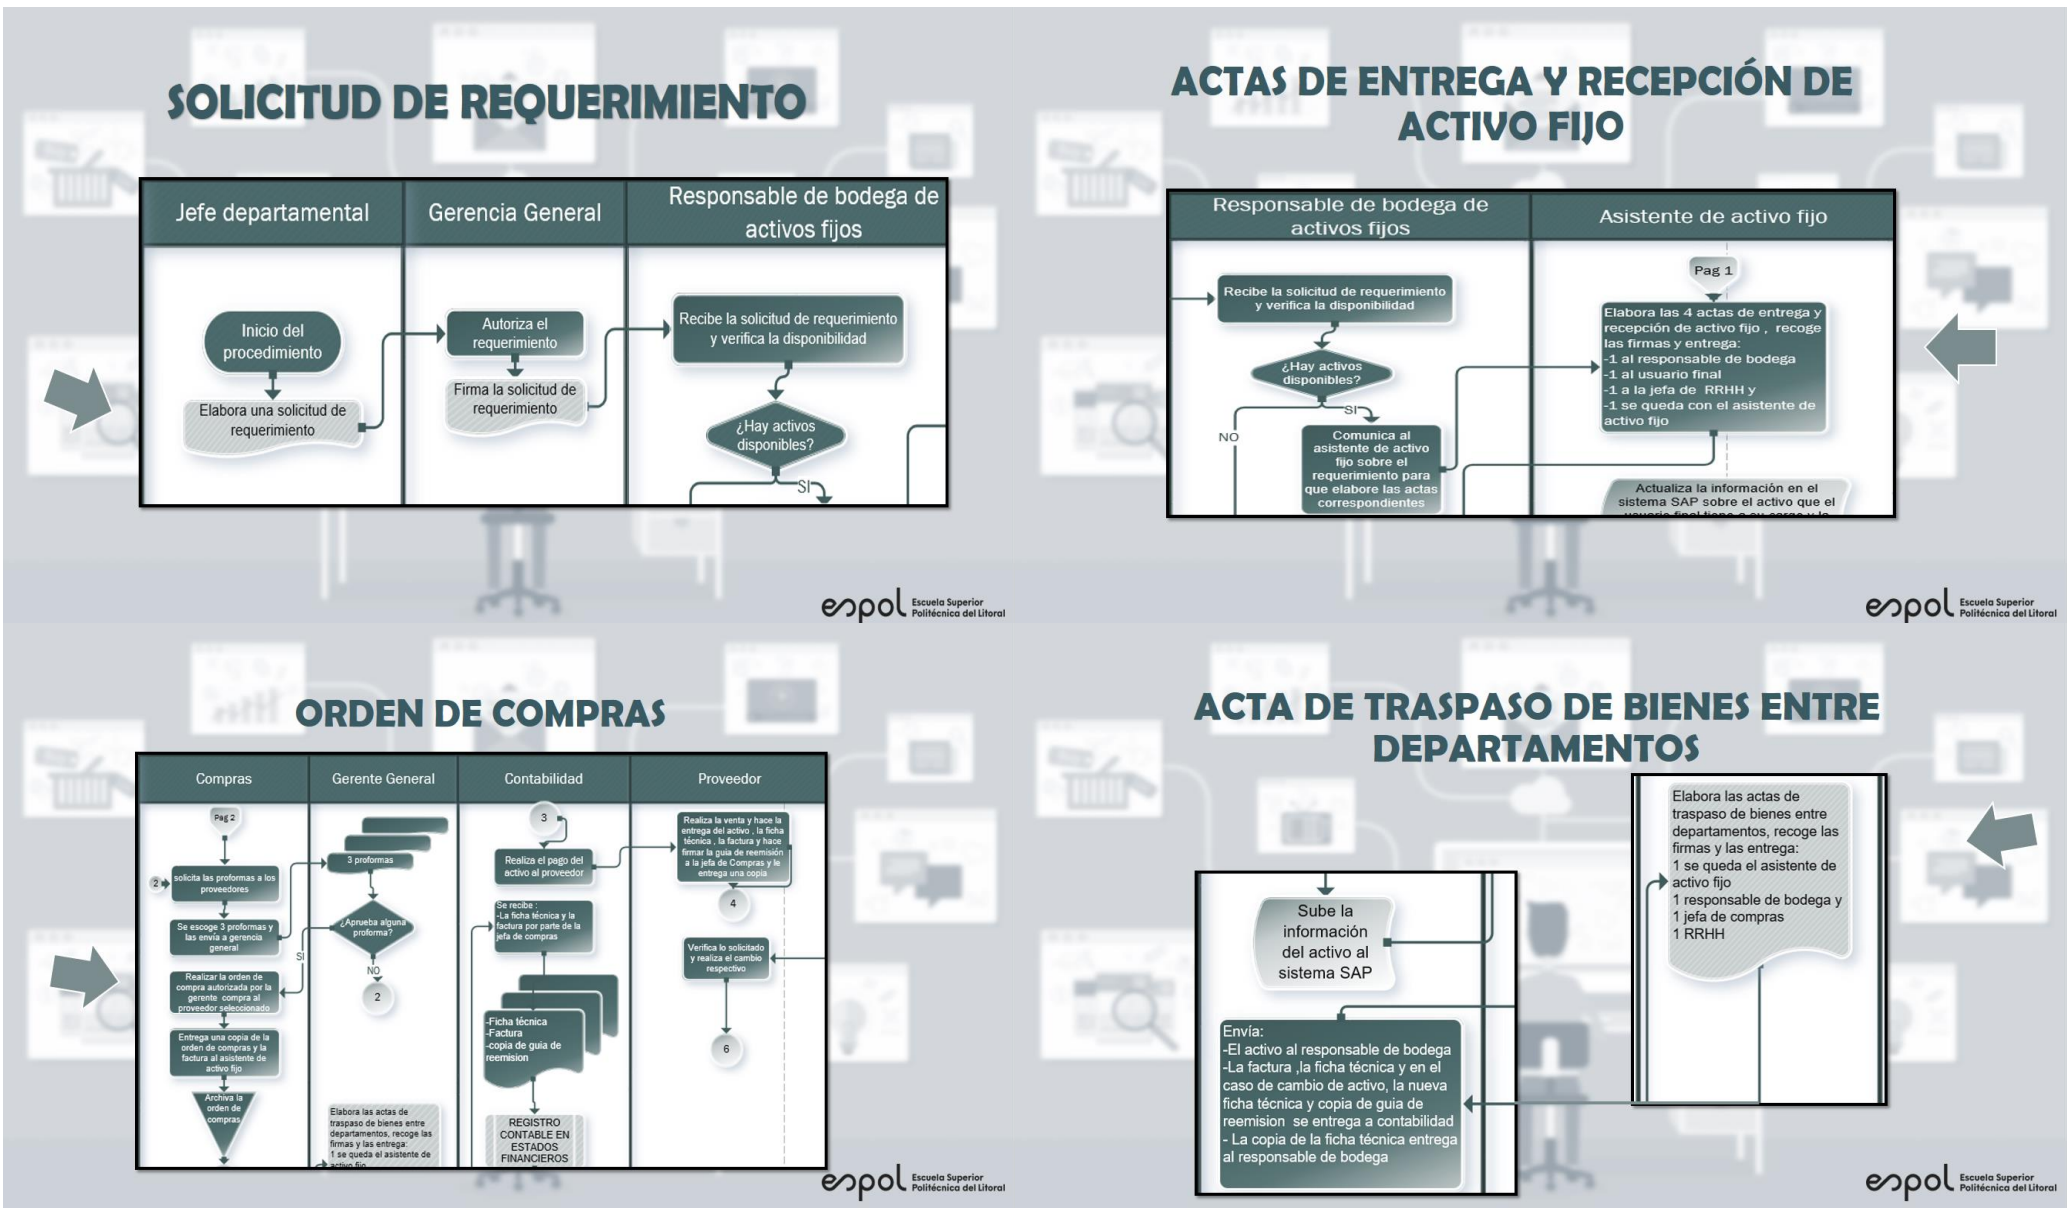 SOLICITUD DE REQUERIMIENTO
Jefe departamental
Gerencia General
Responsable de bodega de
activos fijos
Inicio del
procedimiento
Elabora una solicitud de
requerimiento
Autoriza el
requerimiento
Firma la solicitud de
requerimiento
Recibe la solicitud de requerimiento
y verifica la disponibilidad
¿Hay activos
disponibles?
SI
espol Escuela Superior
Politécnica del Litoral
ACTAS DE ENTREGA Y RECEPCIÓN DE
ACTIVO FIJO
Responsable de bodega de
activos fijos
Asistente de activo fijo
Recibe la solicitud de requerimiento
y verifica la disponibilidad
¿Hay activos
disponibles?
SI
NO
Comunica al
asistente de activo
fijo sobre el
requerimiento para
que elabore las actas
correspondientes
Pag 1
Elabora las 4 actas de entrega y
recepción de activo fijo , recoge
las firmas y entrega:
-1 al responsable de bodega
-1 al usuario final
-1 a la jefa de RRHH y
-1 se queda con el asistente de
activo fijo
Actualiza la información en el
sistema SAP sobre el activo que el
usuario final tiene a su cargo y la
espol Escuela Superior
Politécnica del Litoral
ORDEN DE COMPRAS
Compras
Gerente General
Contabilidad
Proveedor
Pag 2
2
solicita las proformas a los
proveedores
Se escoge 3 proformas y
las envía a gerencia
general
Realizar la orden de
compra autorizada por la
gerente compra al
proveedor seleccionado
Entrega una copia de la
orden de compras y la
factura al asistente de
activo fijo
Archiva la
orden de
compras
3 proformas
¿Aprueba alguna
proforma?
SI
NO
2
Elabora las actas de
traspaso de bienes entre
departamentos, recoge las
firmas y las entrega:
1 se queda el asistente de
activo fijo
3
Realiza el pago del
activo al proveedor
Se recibe :
-La ficha técnica y la
factura por parte de la
jefa de compras
-Ficha técnica
-Factura
-copia de guia de
reemision
REGISTRO
CONTABLE EN
ESTADOS
FINANCIEROS
Realiza la venta y hace la
entrega del activo , la ficha
técnica , la factura y hace
firmar la guia de reemisión
a la jefa de Compras y le
entrega una copia
4
Verifica lo solicitado
y realiza el cambio
respectivo
6
espol Escuela Superior
Politécnica del Litoral
ACTA DE TRASPASO DE BIENES ENTRE
DEPARTAMENTOS
Elabora las actas de
traspaso de bienes entre
departamentos, recoge las
firmas y las entrega:
1 se queda el asistente de
activo fijo
1 responsable de bodega y
1 jefa de compras
1 RRHH
Sube la
información
del activo al
sistema SAP
Envía:
-El activo al responsable de bodega
-La factura ,la ficha técnica y en el
caso de cambio de activo, la nueva
ficha técnica y copia de guia de
reemision se entrega a contabilidad
- La copia de la ficha técnica entrega
al responsable de bodega
espol Escuela Superior
Politécnica del Litoral